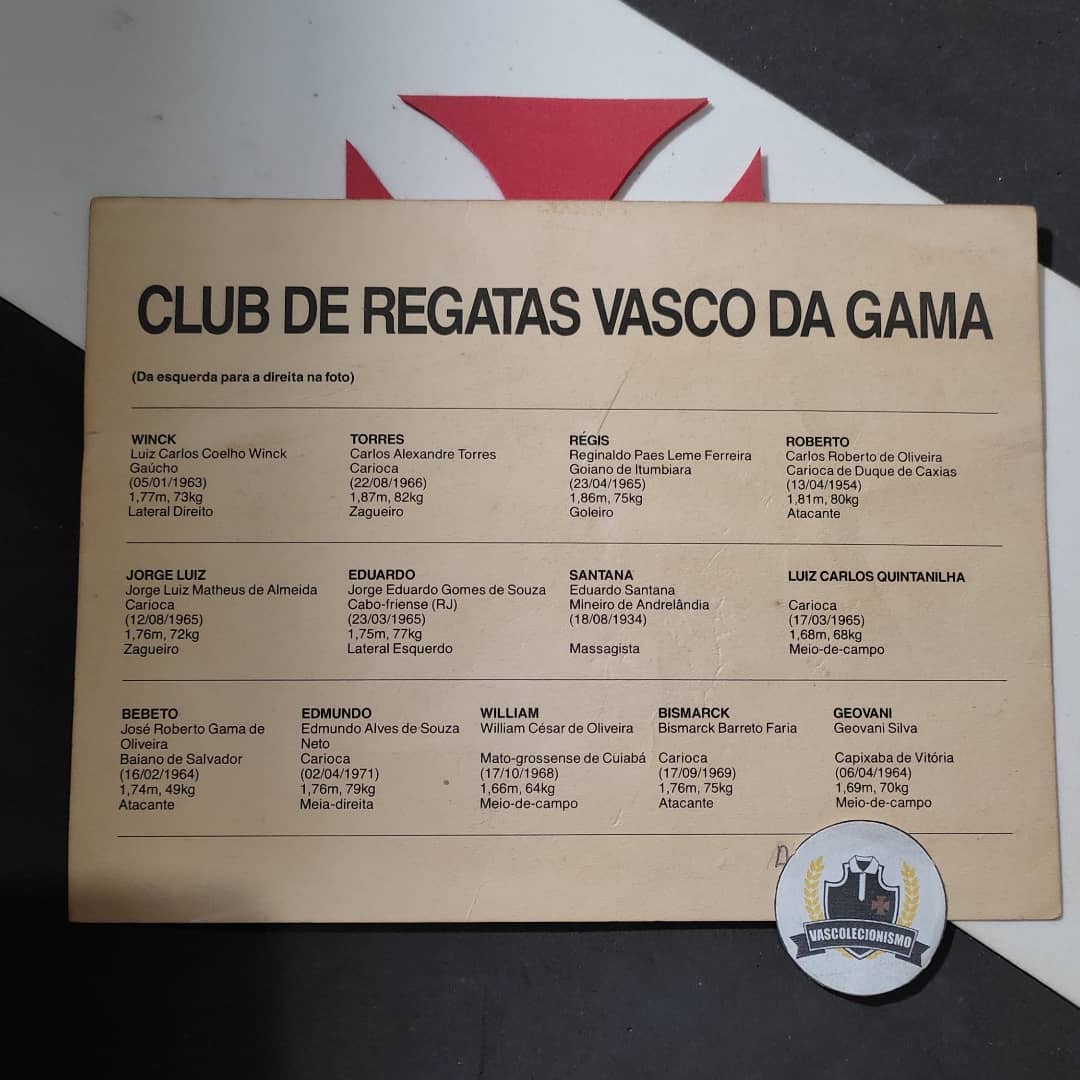 CLUB DE REGATAS VASCO DA GAMA
(Da esquerda para a direita na foto)
WINCK
Luiz Carlos Coelho Winck
Gaúcho
(05/01/1963)
1,77m, 73kg
Lateral Direito
TORRES
Carlos Alexandre Torres
Carioca
(22/08/1966)
1,87m, 82kg
Zagueiro
RÉGIS
Reginaldo Paes Leme Ferreira
Goiano de Itumbiara
(23/04/1965)
1,86m, 75kg
Goleiro
ROBERTO
Carlos Roberto de Oliveira
Carioca de Duque de Caxias
(13/04/1954)
1,81m, 80kg
Atacante
JORGE LUIZ
Jorge Luiz Matheus de Almeida
Carioca
(12/08/1965)
1,76m, 72kg
Zagueiro
EDUARDO
Jorge Eduardo Gomes de Souza
Cabo-friense (RJ)
(23/03/1965)
1,75m, 77kg
Lateral Esquerdo
SANTANA
Eduardo Santana
Mineiro de Andrelândia
(18/08/1934)
Massagista
LUIZ CARLOS QUINTANILHA
Carioca
(17/03/1965)
1,68m, 68kg
Meio-de-campo
BEBETO
José Roberto Gama de
Oliveira
Baiano de Salvador
(16/02/1964)
1,74m, 49kg
Atacante
EDMUNDO
Edmundo Alves de Souza
Neto
Carioca
(02/04/1971)
1,76m, 79kg
Meia-direita
WILLIAM
William César de Oliveira
Mato-grossense de Cuiabá
(17/10/1968)
1,66m, 64kg
Meio-de-campo
BISMARCK
Bismarck Barreto Faria
Carioca
(17/09/1969)
1,76m, 75kg
Atacante
GEOVANI
Geovani Silva
Capixaba de Vitória
(06/04/1964)
1,69m, 70kg
Meio-de-campo
VASCOLECIONISMO